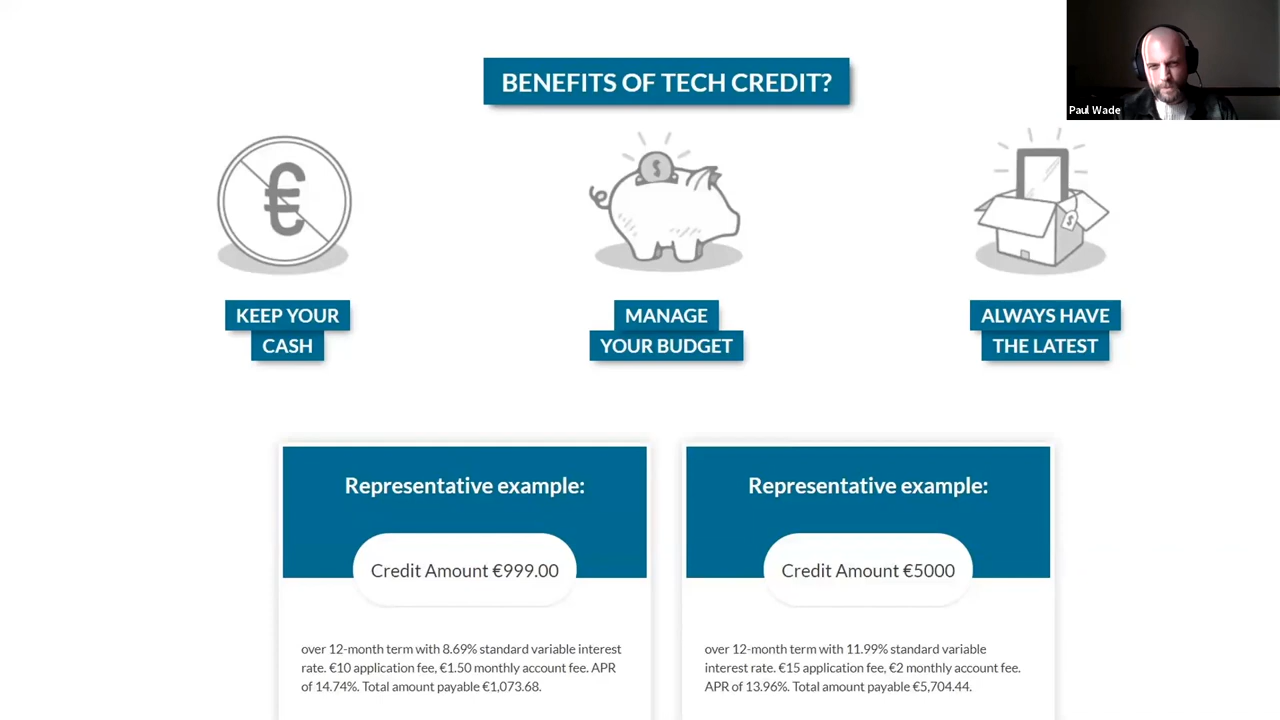 BENEFITS OF TECH CREDIT?
Paul Wade
€
$
$
KEEP YOUR
CASH
MANAGE
YOUR BUDGET
ALWAYS HAVE
THE LATEST
Representative example:
Credit Amount €999.00
over 12-month term with 8.69% standard variable interest
rate. €10 application fee, €1.50 monthly account fee. APR
of 14.74%. Total amount payable €1,073.68.
Representative example:
Credit Amount €5000
over 12-month term with 11.99% standard variable
interest rate. €15 application fee, €2 monthly account fee.
APR of 13.96%. Total amount payable €5,704.44.